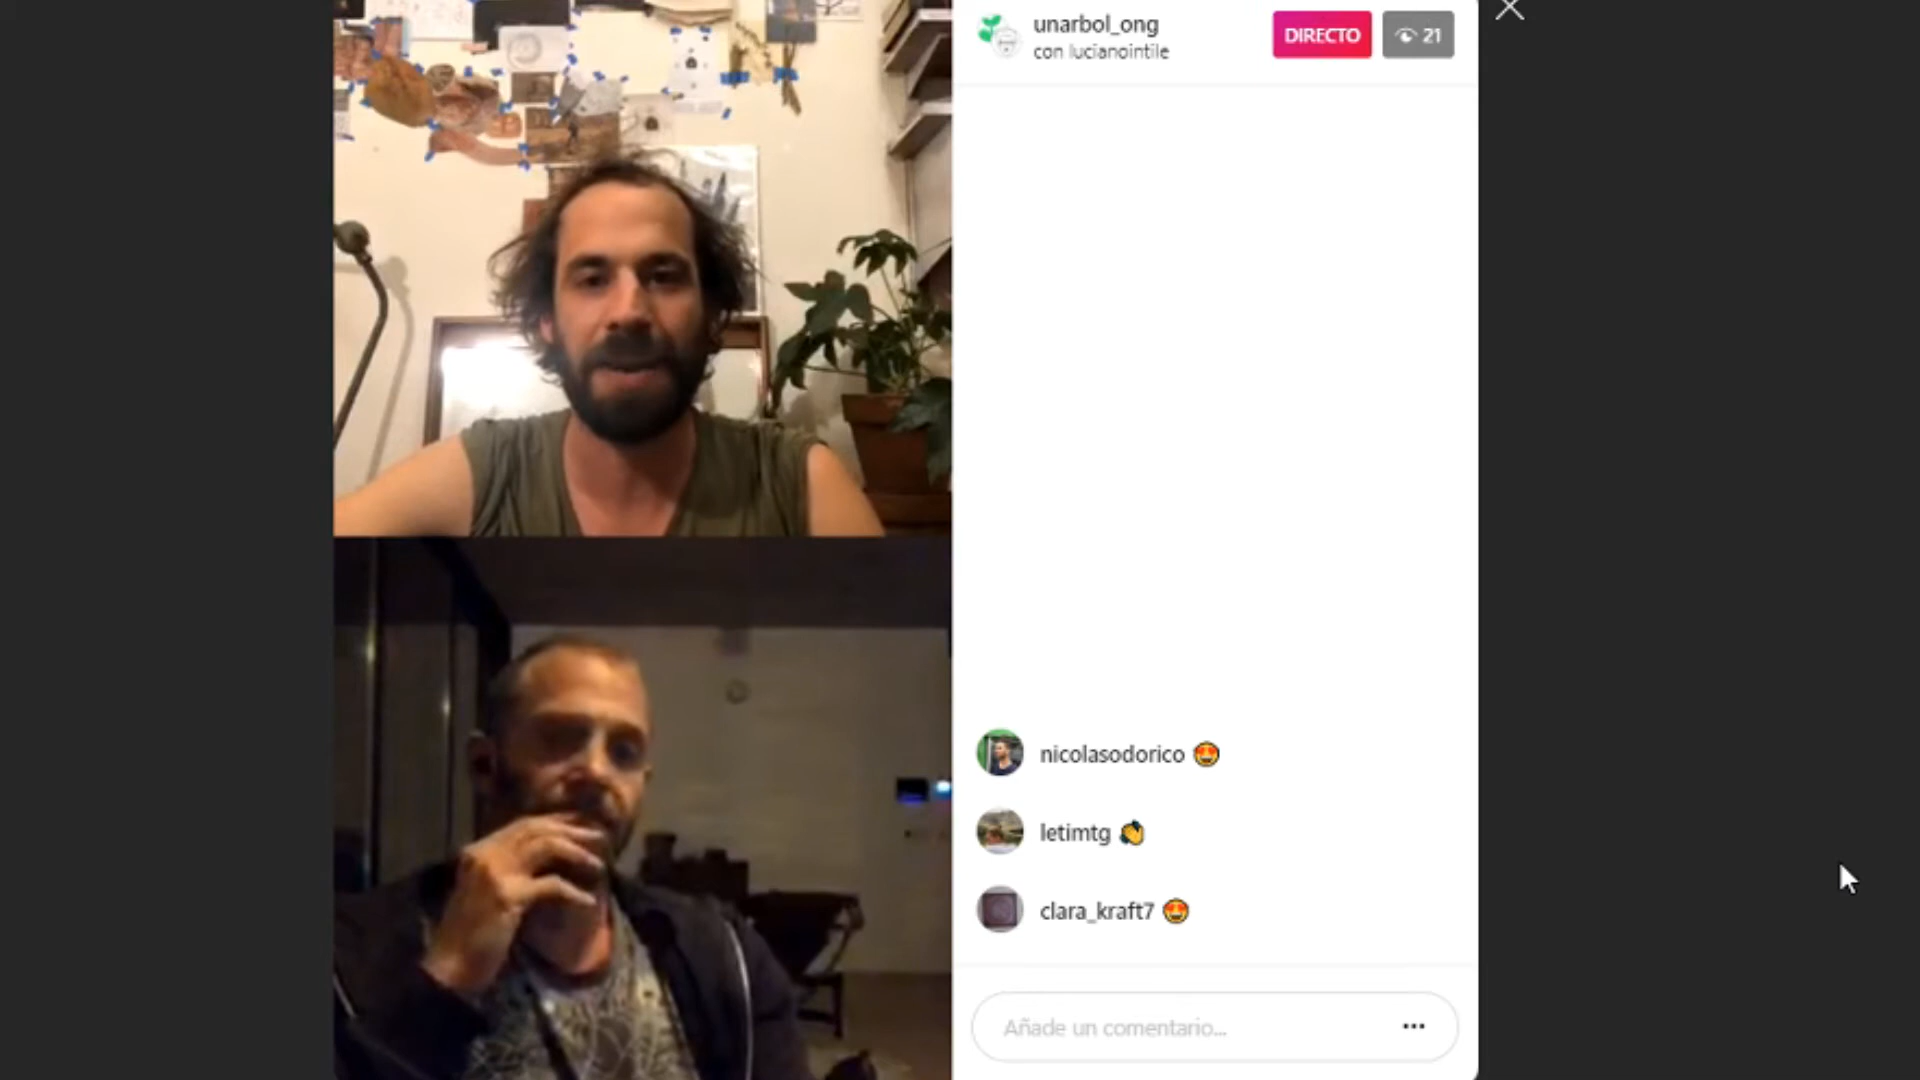 unarbol_ong
con lucianointile
DIRECTO
21
nicolasodorico
letimtg
clara_kraft7
Añade un comentario...